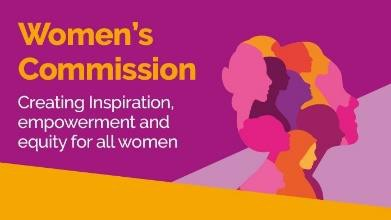 Women's
Commission
Creating Inspiration,
empowerment and
equity for all women